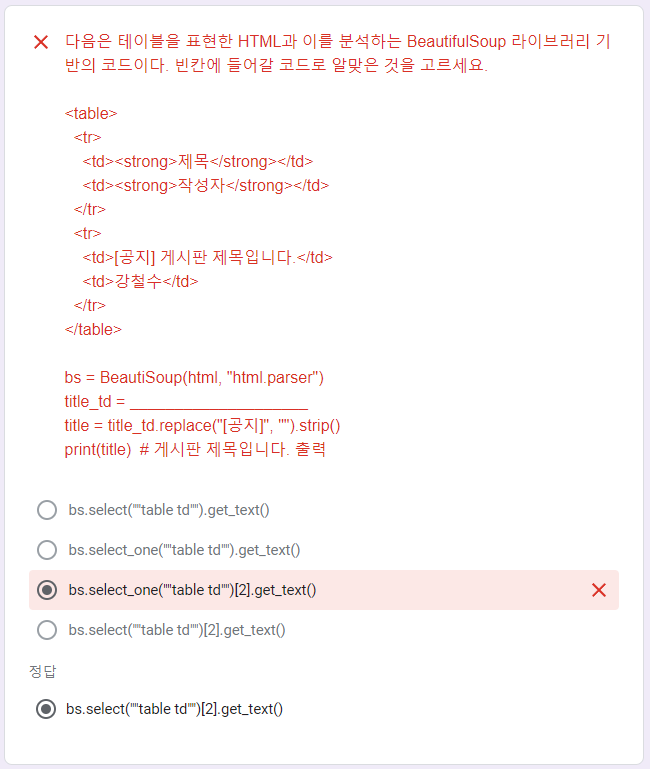 다음은 테이블을 표현한 HTML과 이를 분석하는 BeautifulSoup 라이브러리 기
반의 코드이다. 빈칸에 들어갈 코드로 알맞은 것을 고르세요.
<table>
<tr>
<td><strong>제목</strong></td>
<td><strong>작성자</strong></td>
</tr>
<tr>
<td>[공지] 게시판 제목입니다.</td>
<td>강철수</td>
</tr>
</table>
bs = BeautiSoup(html, "html.parser")
title_td = ____________________
title = title_td.replace("[공지]", "").strip()
print(title)  # 게시판 제목입니다. 출력
bs.select(""table td"").get_text()
bs.select_one(""table td"").get_text()
bs.select_one(""table td"")[2].get_text()
bs.select(""table td"")[2].get_text()
정답
bs.select(""table td"")[2].get_text()